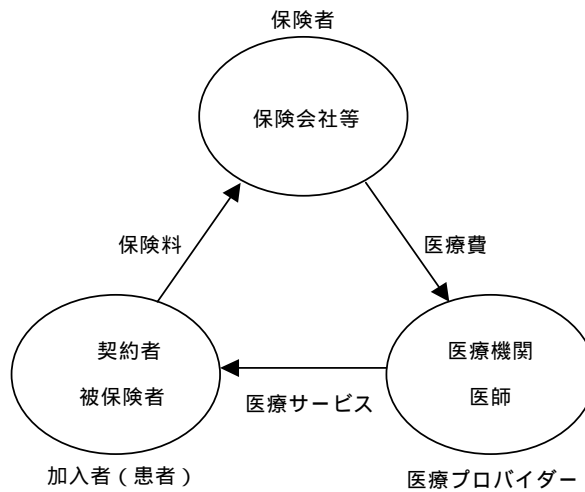 保険者
保険会社等
保険料
医療費
契約者
被保険者
医療機関
医師
医療サービス
加入者（患者）
医療プロバイダー